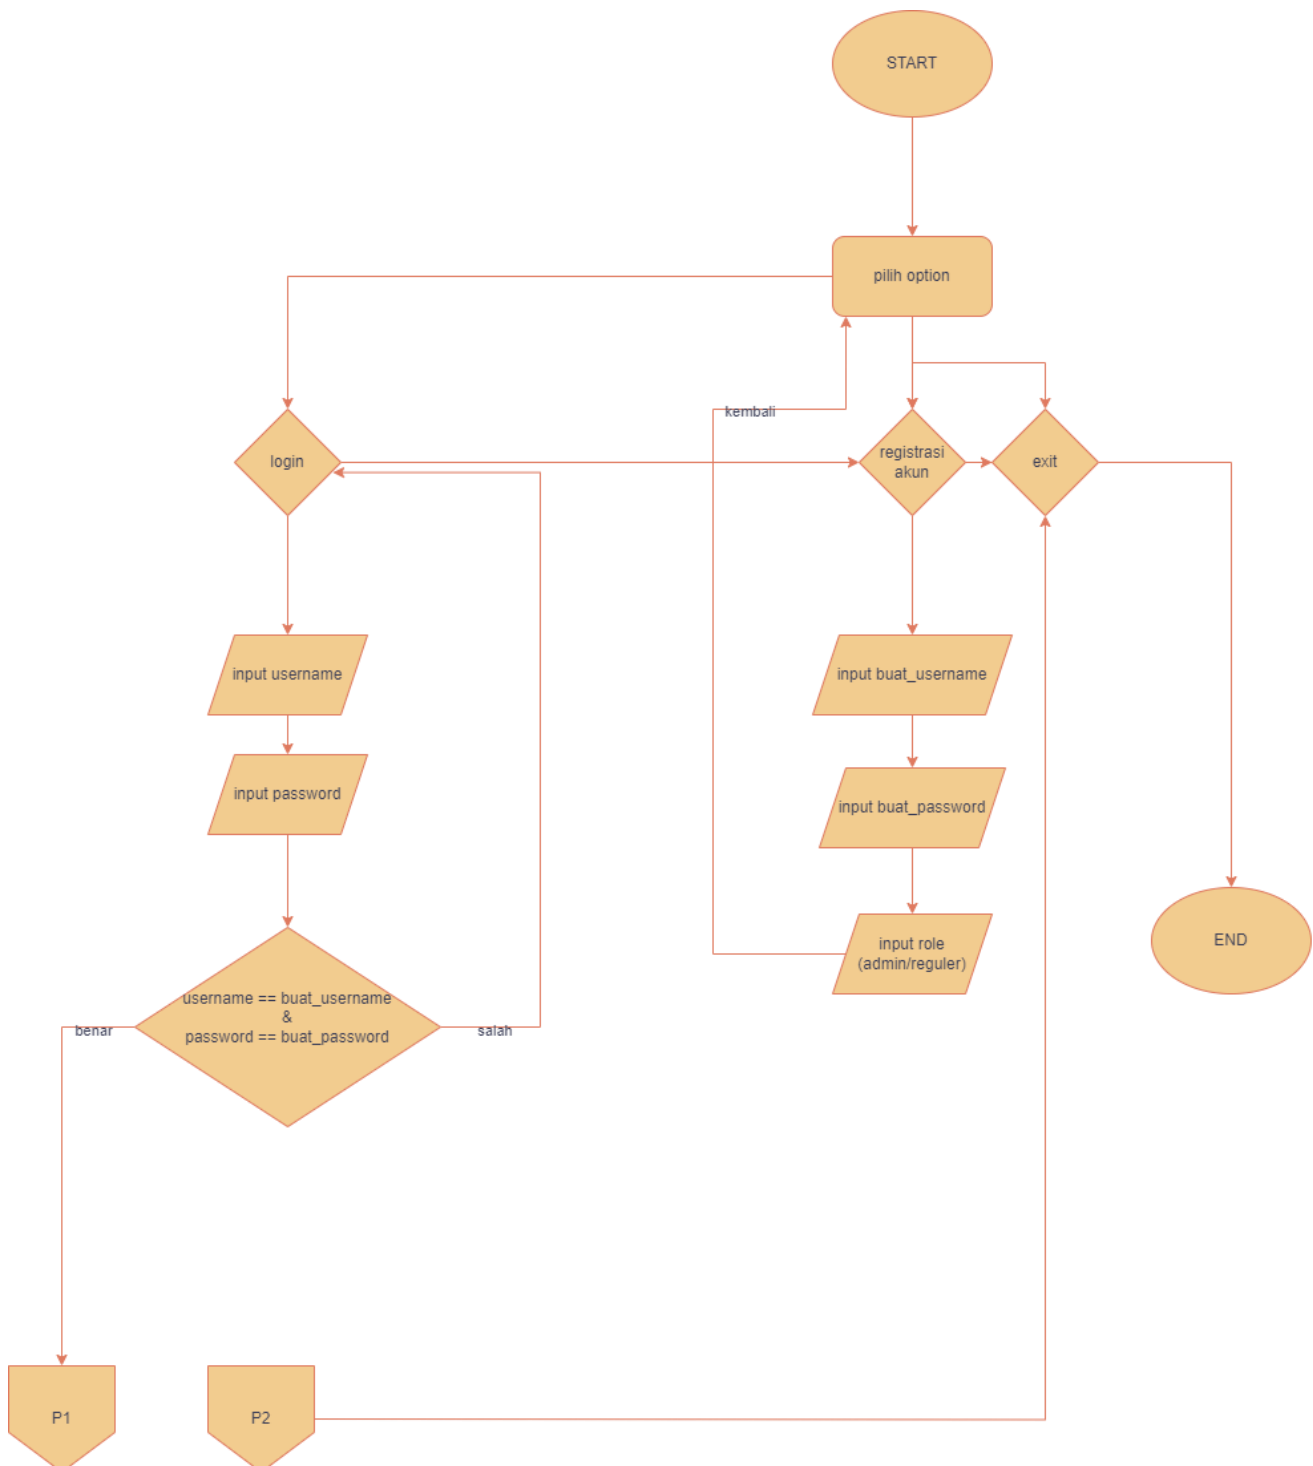 START
pilih option
kembali
login
registrasi
akun
exit
input username
input buat_username
input password
input buat_password
input role
(admin/reguler)
END
username == buat_username
&
password == buat_password
benar
salah
P1
P2